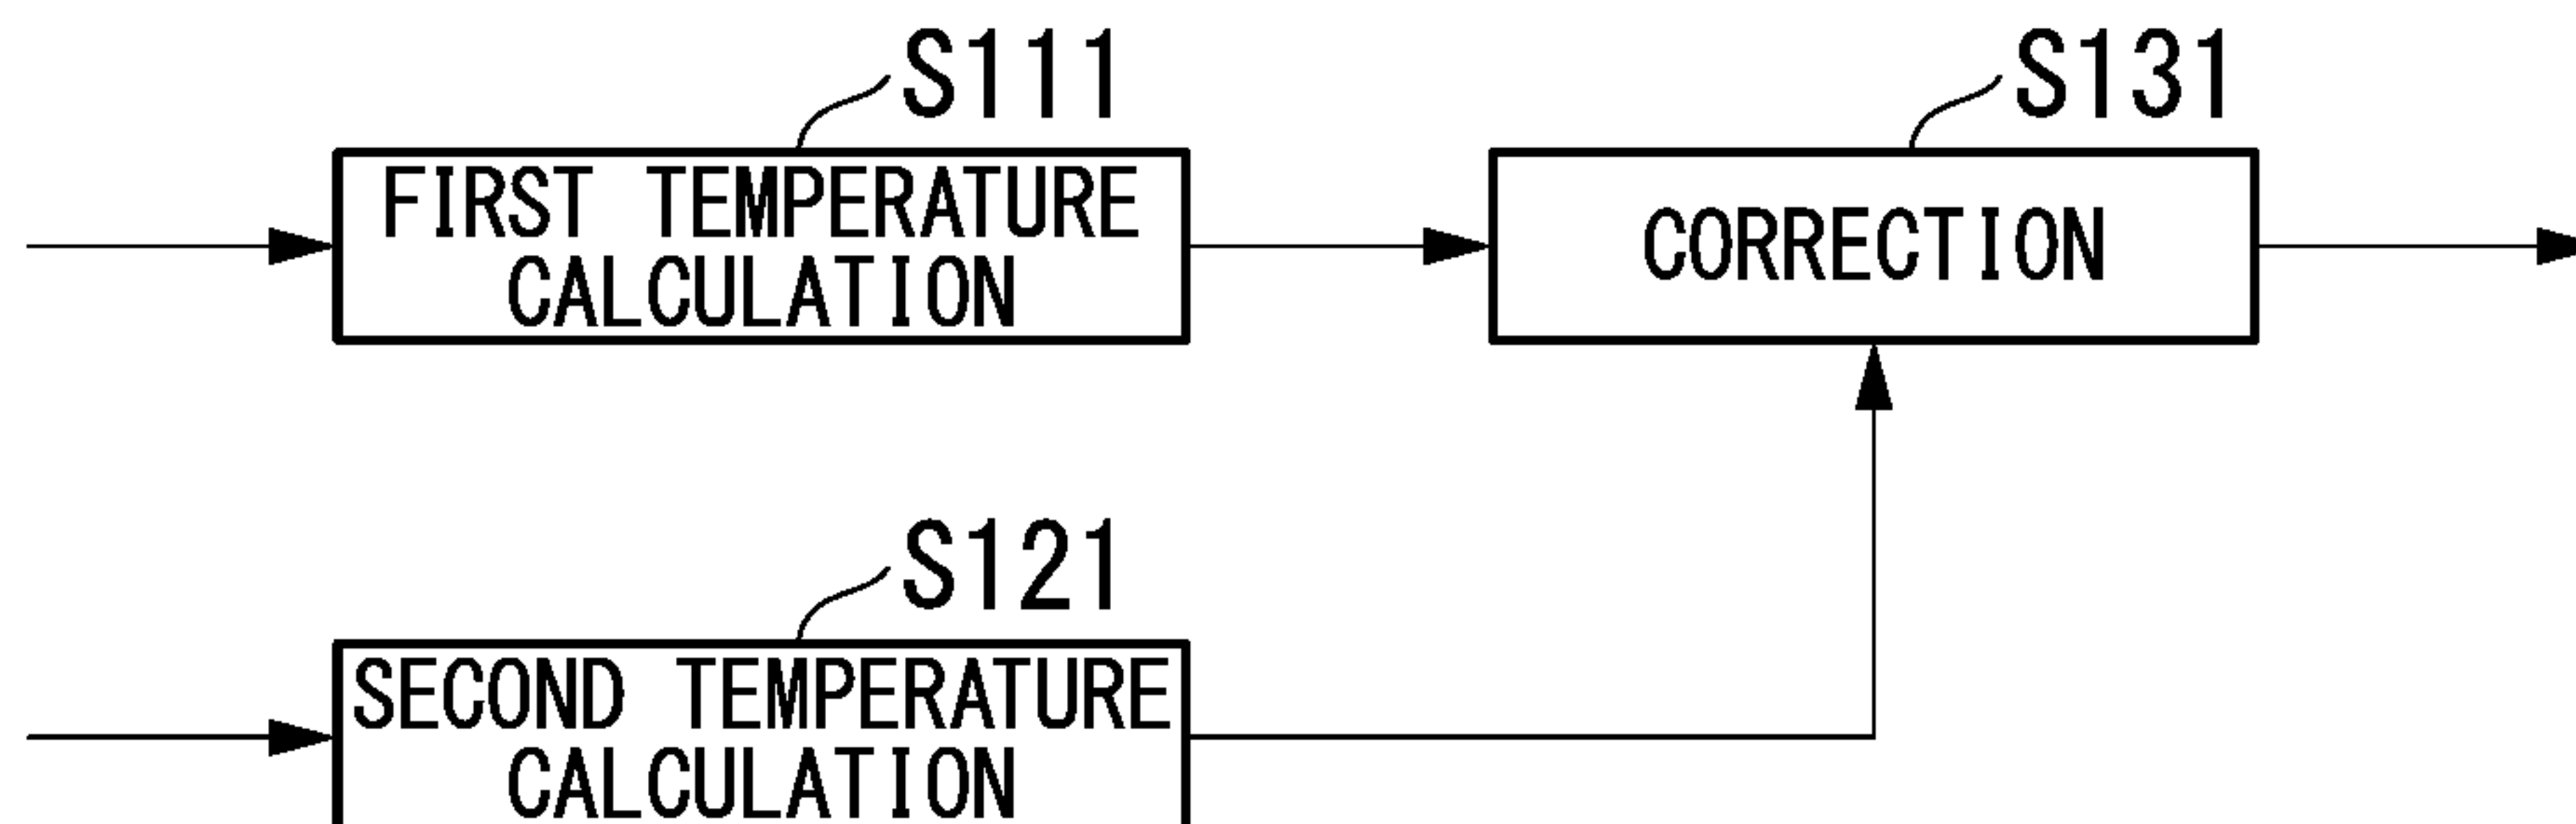 S111
FIRST TEMPERATURE
CALCULATION
S131
CORRECTION
S121
SECOND TEMPERATURE
CALCULATION